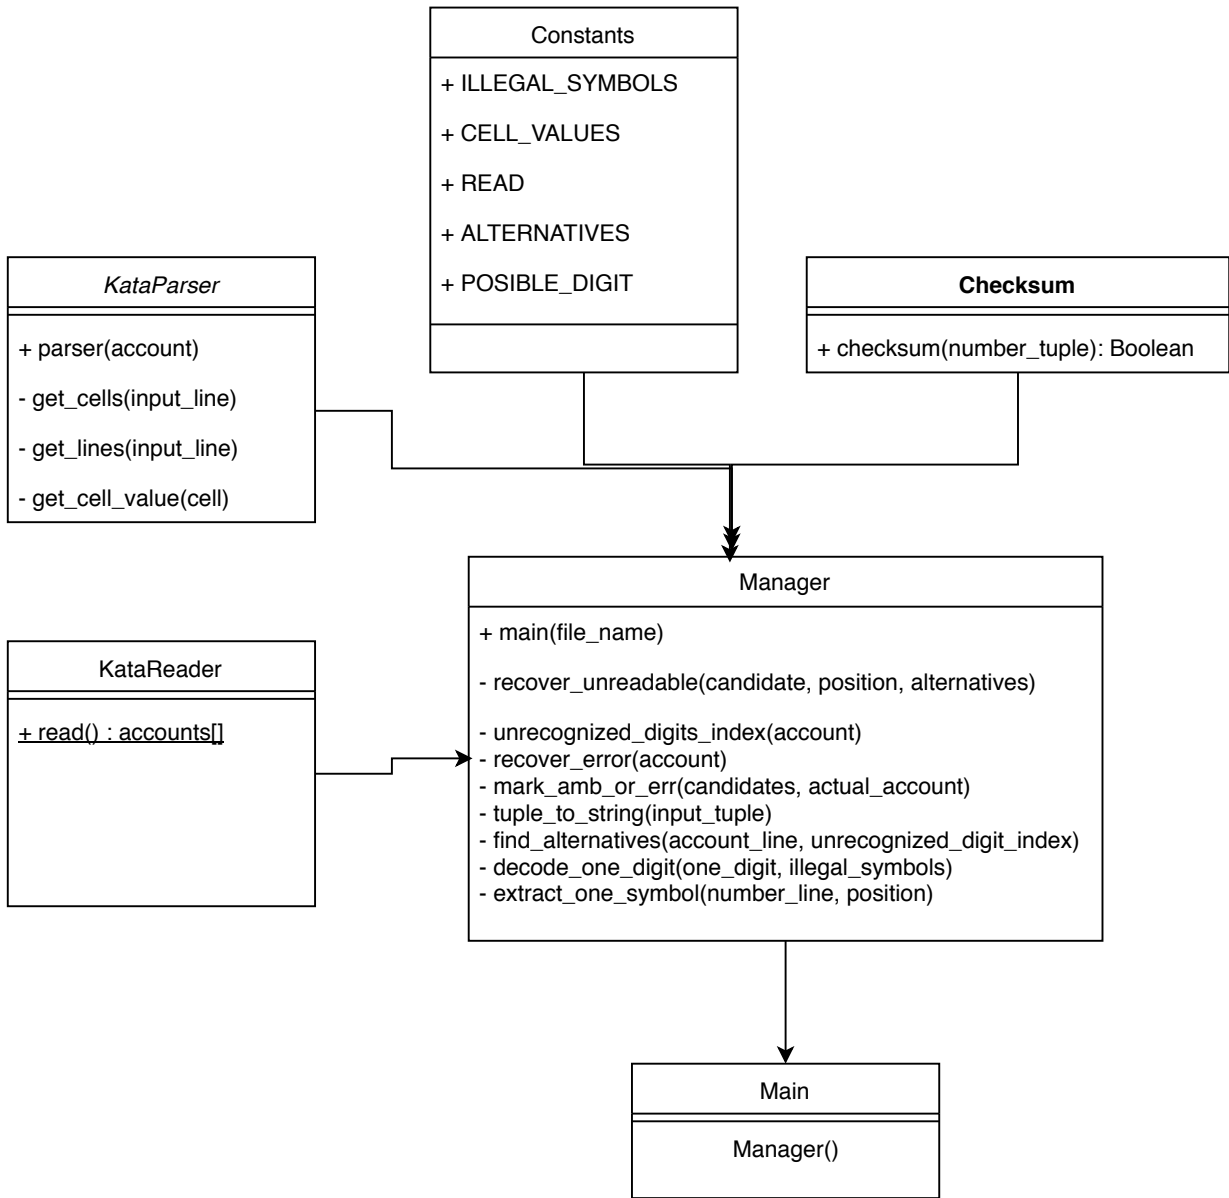 Constants
+ ILLEGAL_SYMBOLS
+ CELL_VALUES
+ READ
+ ALTERNATIVES
+ POSIBLE_DIGIT
KataParser
+ parser(account)
- get_cells(input_line)
- get_lines(input_line)
- get_cell_value(cell)
Checksum
+ checksum(number_tuple): Boolean
KataReader
+ read() : accounts[]
Manager
+ main(file_name)
- recover_unreadable(candidate, position, alternatives)
- unrecognized_digits_index(account)
- recover_error(account)
- mark_amb_or_err(candidates, actual_account)
- tuple_to_string(input_tuple)
- find_alternatives(account_line, unrecognized_digit_index)
- decode_one_digit(one_digit, illegal_symbols)
- extract_one_symbol(number_line, position)
Main
Manager()